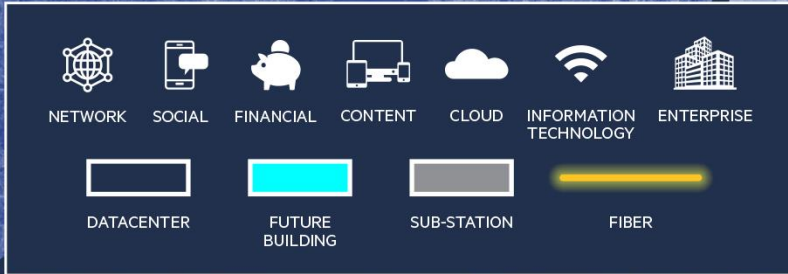 NETWORK SOCIAL FINANCIAL CONTENT CLOUD INFORMATION TECHNOLOGY ENTERPRISE
DATACENTER FUTURE BUILDING SUB-STATION FIBER